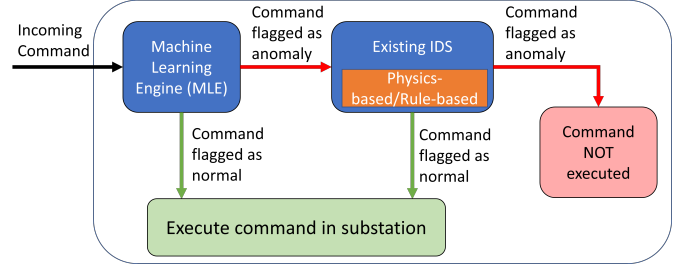 Incoming
Command
Machine
Learning
Engine (MLE)
Command
flagged as
anomaly
Existing IDS
Physics-
based/Rule-based
Command
flagged as
anomaly
Command
flagged as
normal
Command
flagged as
normal
Command
NOT
executed
Execute command in substation